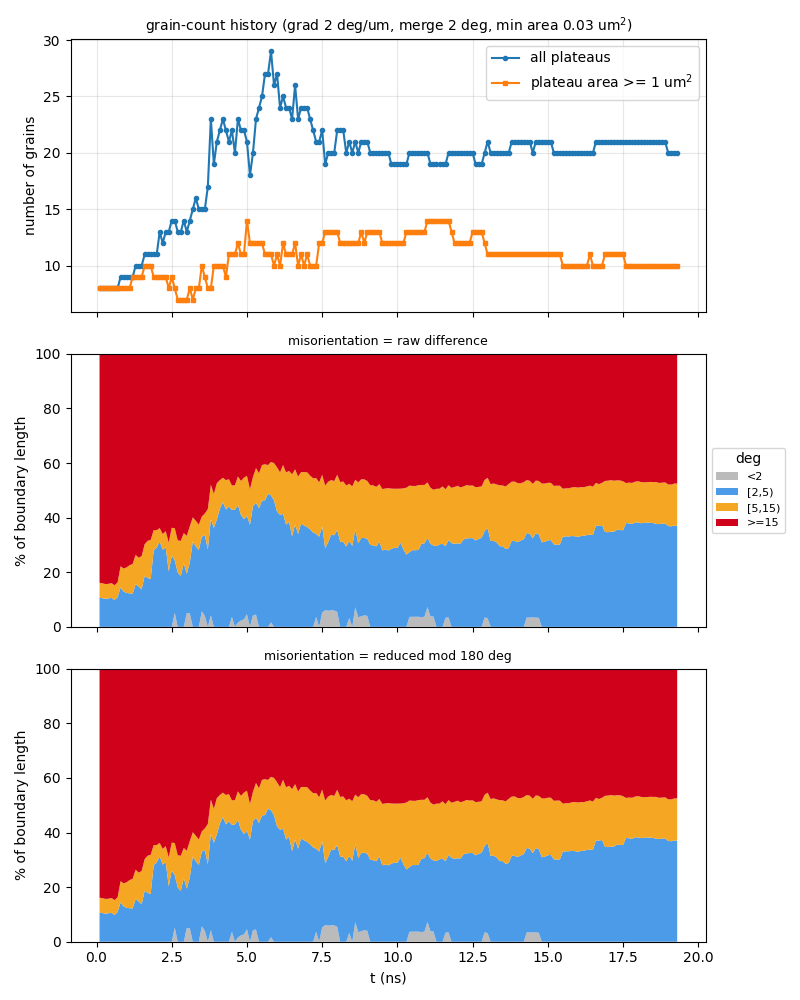 grain-count history (grad 2 deg/um, merge 2 deg, min area 0.03 um²)
30
25
20
15
10
number of grains
all plateaus
plateau area >= 1 um²
misorientation = raw difference
100
80
60
40
20
0
% of boundary length
deg
<2
[2,5)
[5,15)
>=15
misorientation = reduced mod 180 deg
100
80
60
40
20
0
% of boundary length
0.0 2.5 5.0 7.5 10.0 12.5 15.0 17.5 20.0
t (ns)